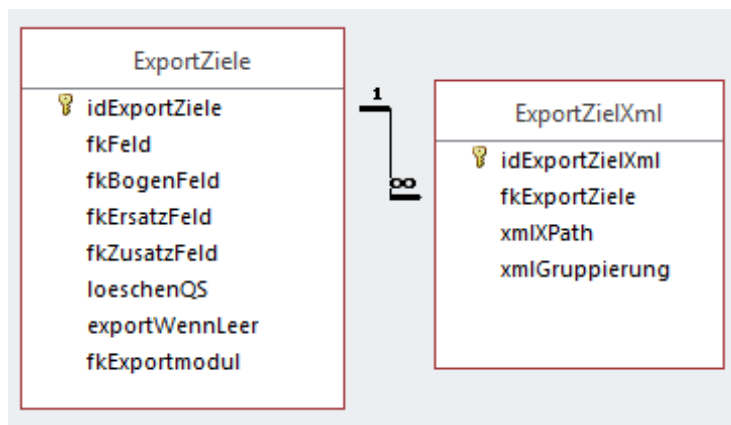 ExportZiele
idExportZiele
fkFeld
fkBogenFeld
fkErsatzFeld
fkZusatzFeld
loeschenQS
exportWennLeer
fkExportmodul
1
∞
ExportZielXml
idExportZielXml
fkExportZiele
xmlXPath
xmlGruppierung